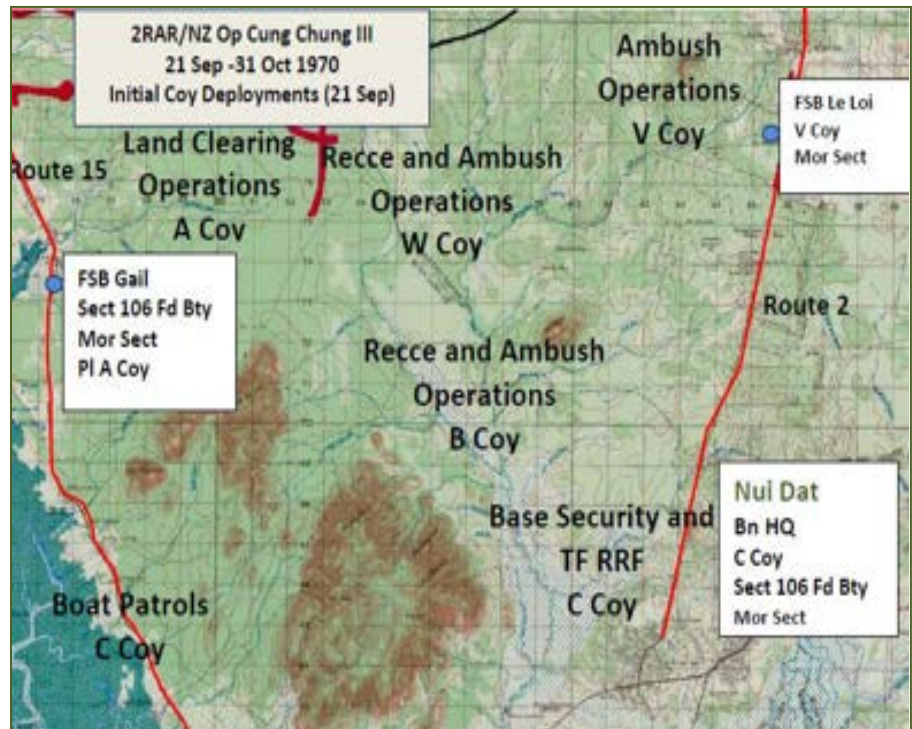 2RAR/NZ Op Cung Chung III
21 Sep -31 Oct 1970
Initial Coy Deployments (21 Sep)
Ambush
Operations
V Coy
FSB Le Loi
V Coy
Mor Sect
Land Clearing
Operations
A Coy
Route 15
Recce and Ambush
Operations
W Coy
FSB Gail
Sect 106 Fd Bty
Mor Sect
Pl A Coy
Route 2
Recce and Ambush
Operations
B Coy
Nui Dat
Bn HQ
C Coy
Sect 106 Fd Bty
Mor Sect
Base Security and
TF RRF
C Coy
Boat Patrols
C Coy